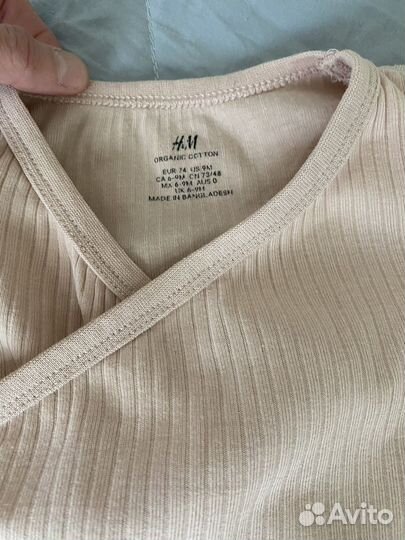 H&M
ORGANIC COTTON
EUR 74 US 9M
CA 6-9M CN 73/48
MA 6-9M AUS 0
UK 6-9M
MADE IN BANGLADESH
Avito